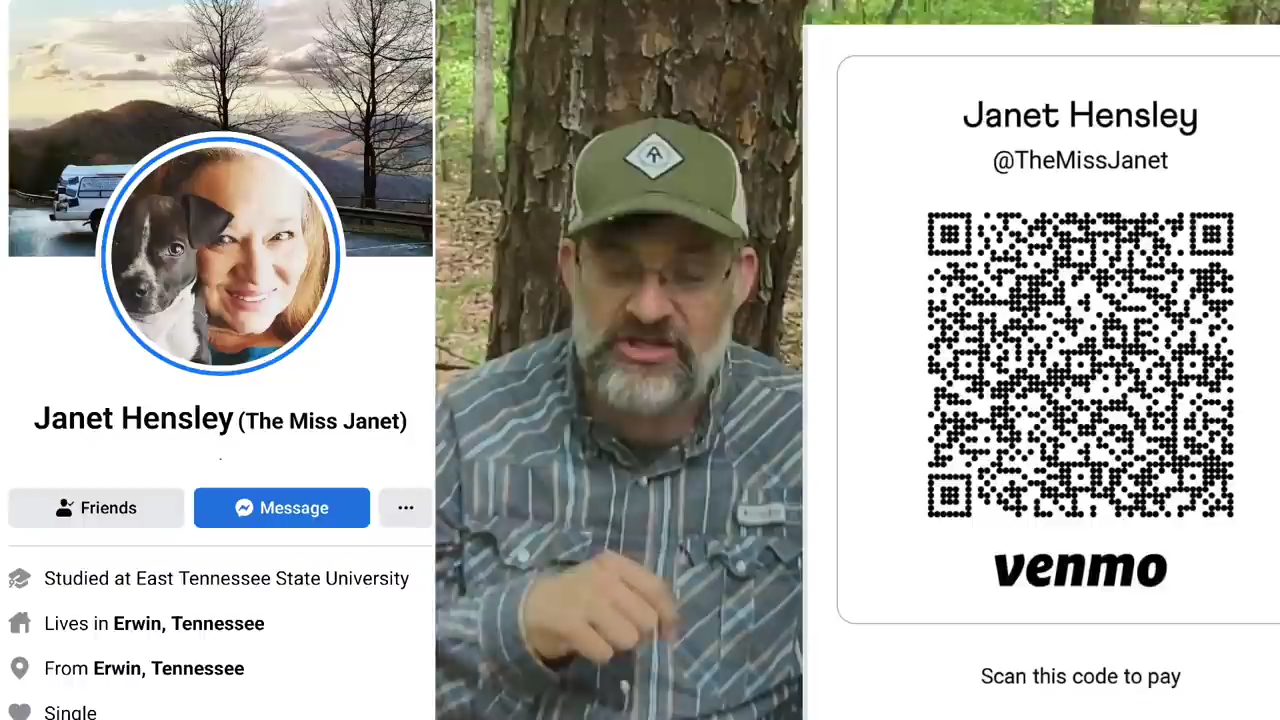 Janet Hensley (The Miss Janet)
Friends
Message
Studied at East Tennessee State University
Lives in Erwin, Tennessee
From Erwin, Tennessee
Single
Janet Hensley
@TheMissJanet
venmo
Scan this code to pay